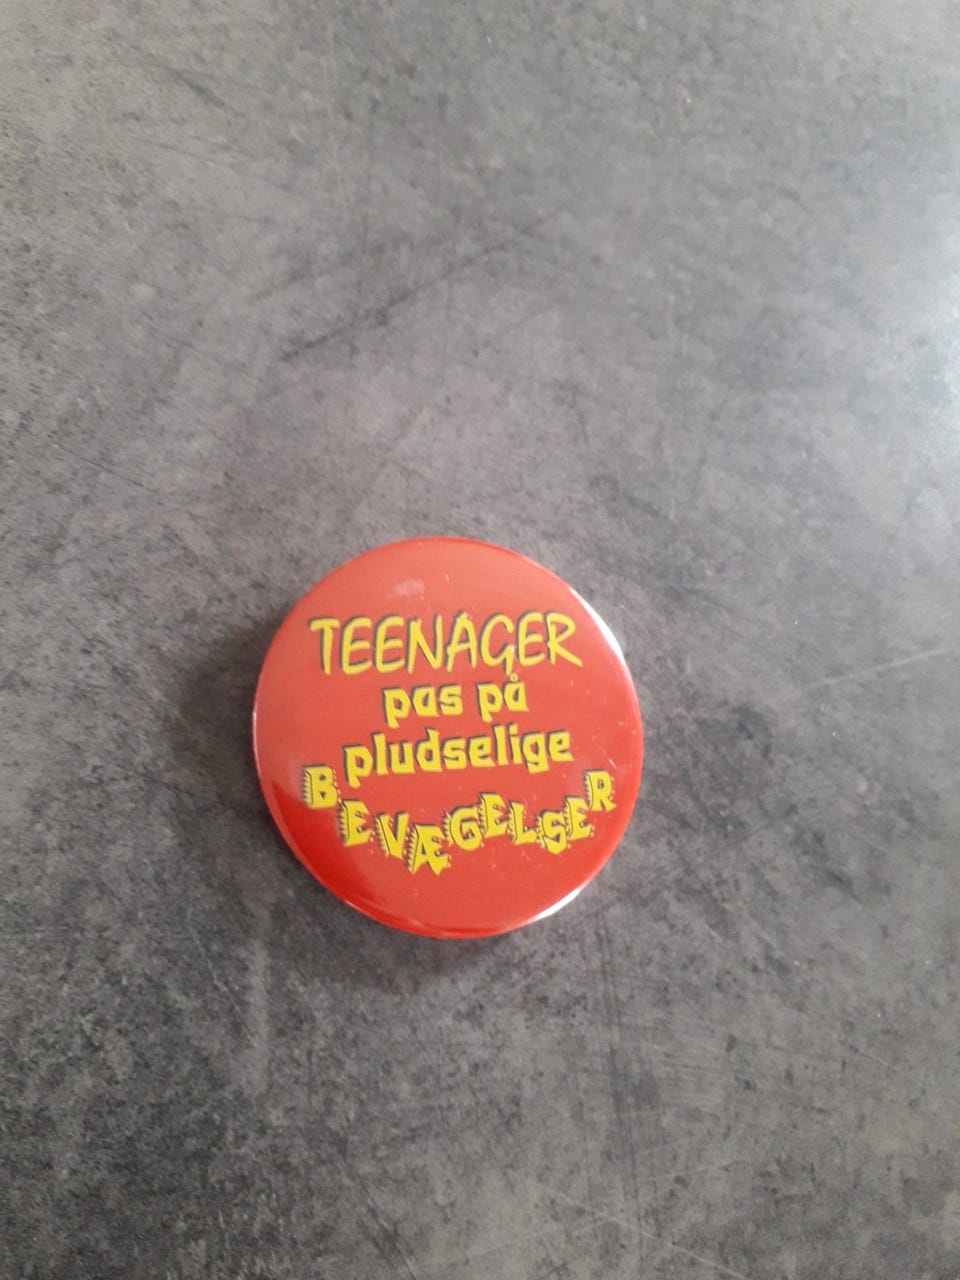 TEENAGER
pas på
pludselige
BEVÆGELSER